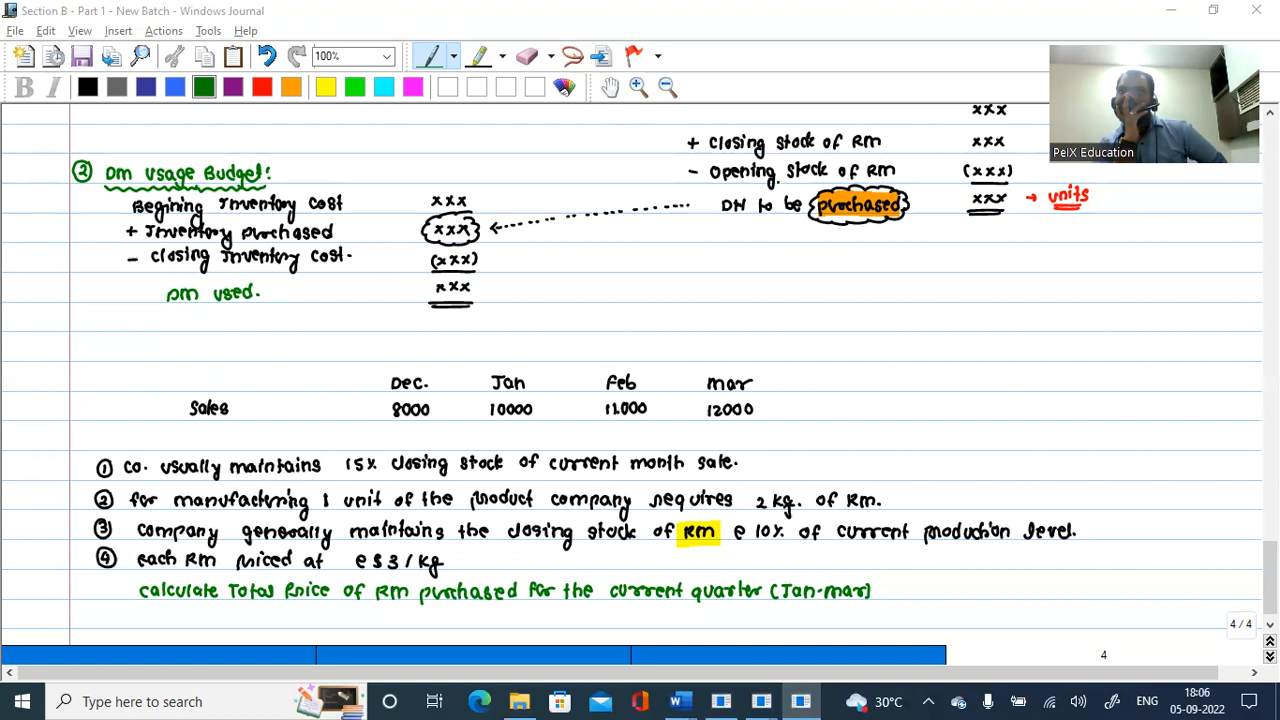 Section B - Part 1 - New Batch - Windows Journal
File Edit View Insert Actions Tools Help
100%
B I
PelX Education
xxx
+ closing stock of Rm xxx
- opening stock of Rm (xxx)
DM to be purchased xxx → units
② Dm usage Budget:
Begining Inventory cost xxx
+ Inventory purchased xxx
- closing Inventory cost. (xxx)
Dm used. xxx
Dec. Jan Feb mar
Sales 8000 10000 11000 12000
① co. usually maintains 15% closing stock of current month sale.
② for manufacturing 1 unit of the product company requires 2 kg. of Rm.
③ company generally maintains the closing stock of Rm @ 10% of current production level.
④ each Rm priced at @ $ 3 / kg
calculate Total Price of Rm purchased for the current quarter (Jan-mar)
4 / 4
4
Type here to search
30°C
ENG
18:06
05-09-2022